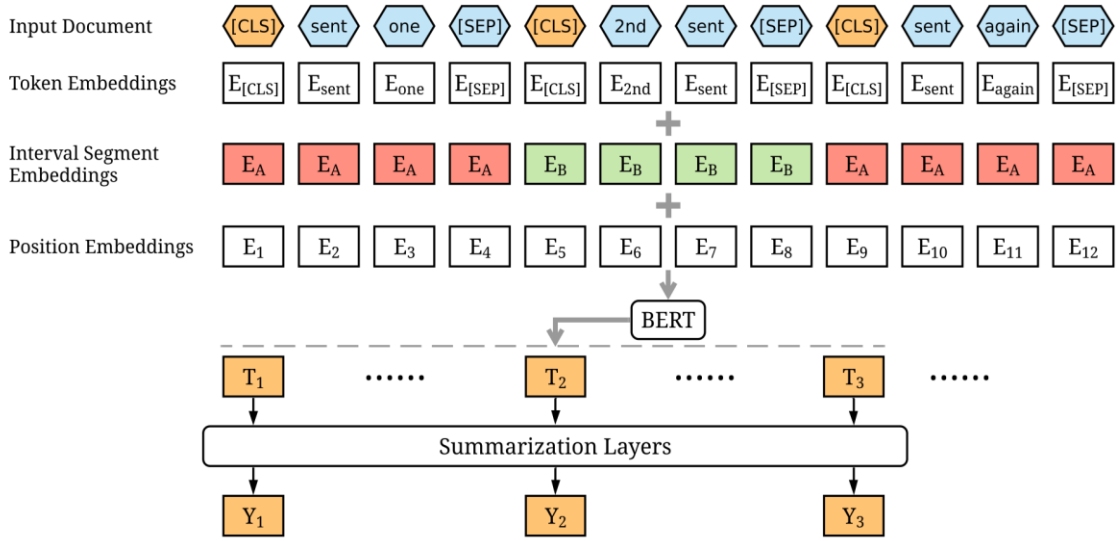 Input Document [CLS] sent one [SEP] [CLS] 2nd sent [SEP] [CLS] sent again [SEP]
Token Embeddings E[CLS] Esent Eone E[SEP] E[CLS] E2nd Esent E[SEP] E[CLS] Esent Eagain E[SEP]
+
Interval Segment
Embeddings EA EA EA EA EB EB EB EB EA EA EA EA
+
Position Embeddings E1 E2 E3 E4 E5 E6 E7 E8 E9 E10 E11 E12
BERT
T1 ...... T2 ...... T3 ......
Summarization Layers
Y1 Y2 Y3